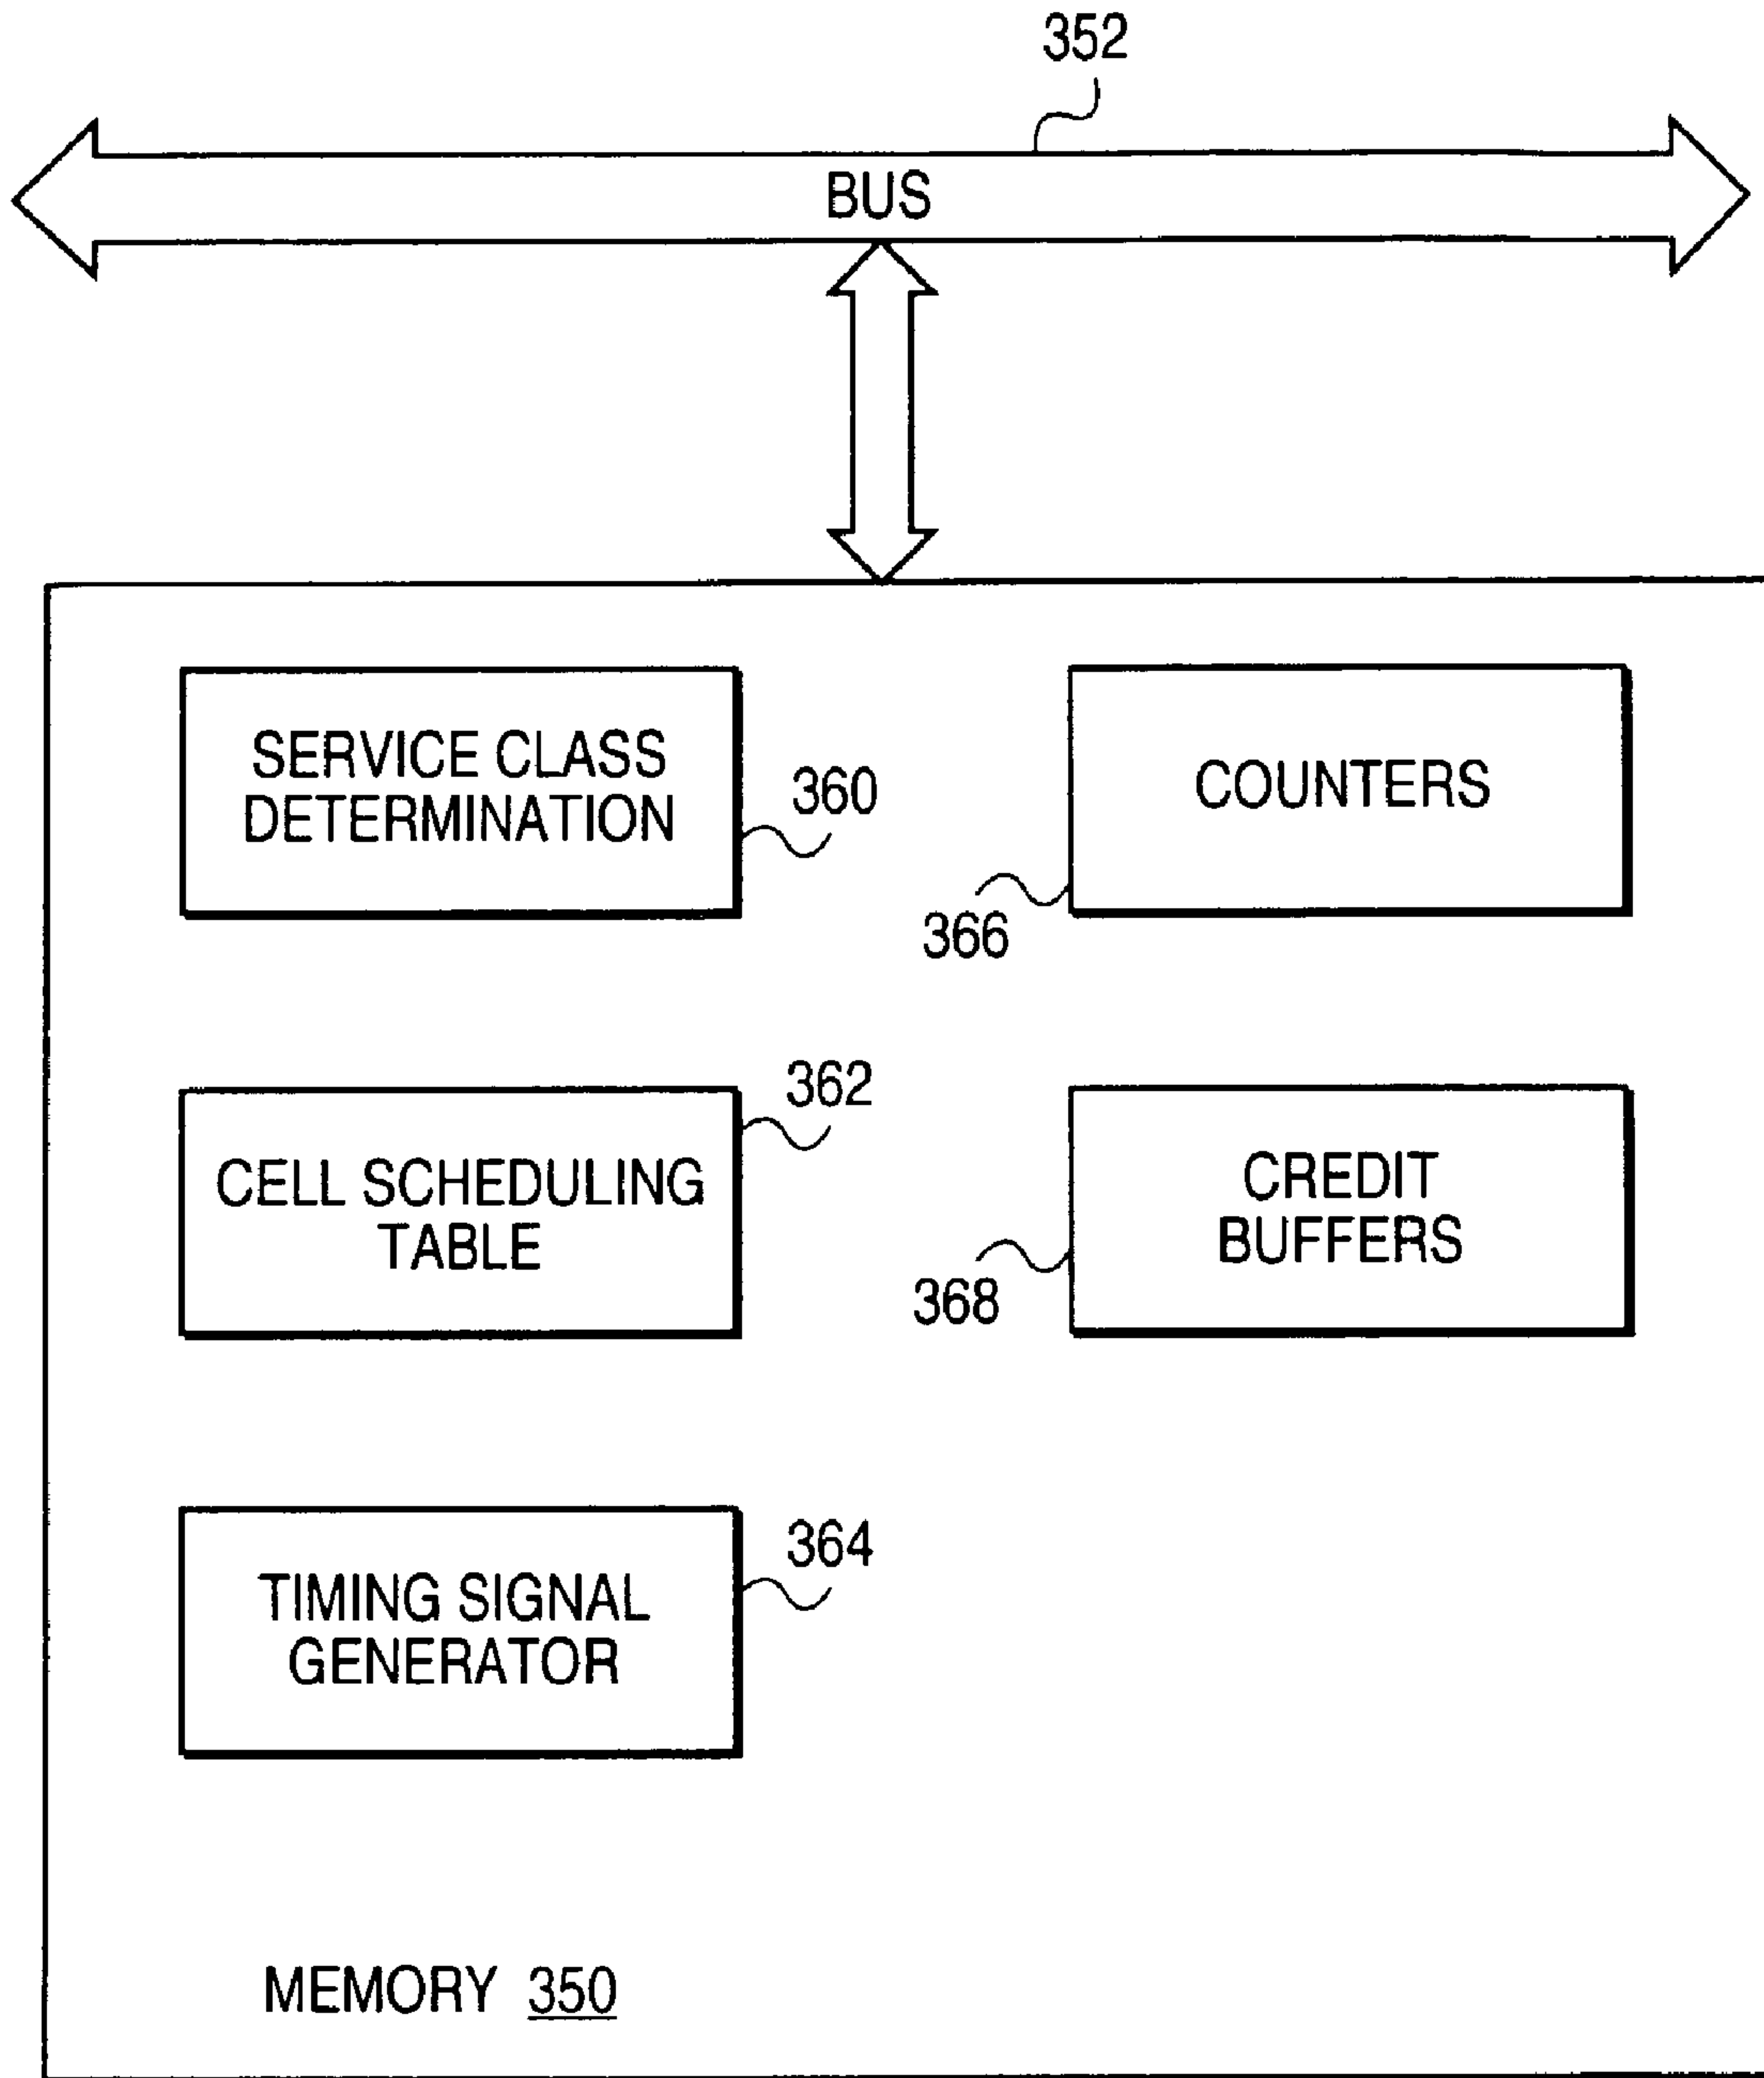 352
BUS
SERVICE CLASS
DETERMINATION
360
COUNTERS
366
362
CELL SCHEDULING
TABLE
CREDIT
BUFFERS
368
364
TIMING SIGNAL
GENERATOR
MEMORY 350